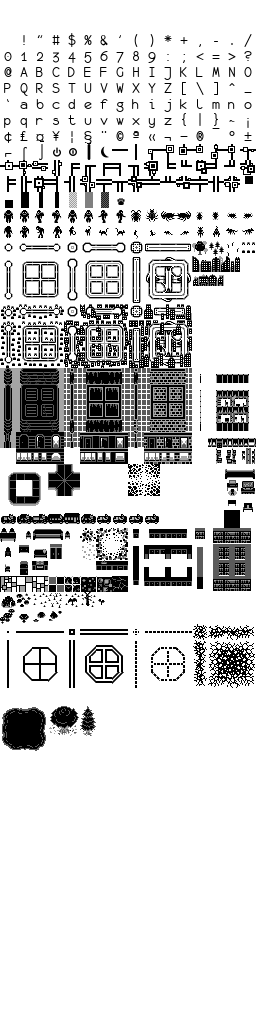 ! " # $ % & ' ( ) * + , - . /
0 1 2 3 4 5 6 7 8 9 : ; < = > ?
@ A B C D E F G H I J K L M N O
P Q R S T U V W X Y Z [ \ ] ^ _
` a b c d e f g h i j k l m n o
p q r s t u v w x y z { | } ~ ¡
¢ £ ¤ ¥ ¦ § ¨ © ª « ¬ - ® ¯ ° ±